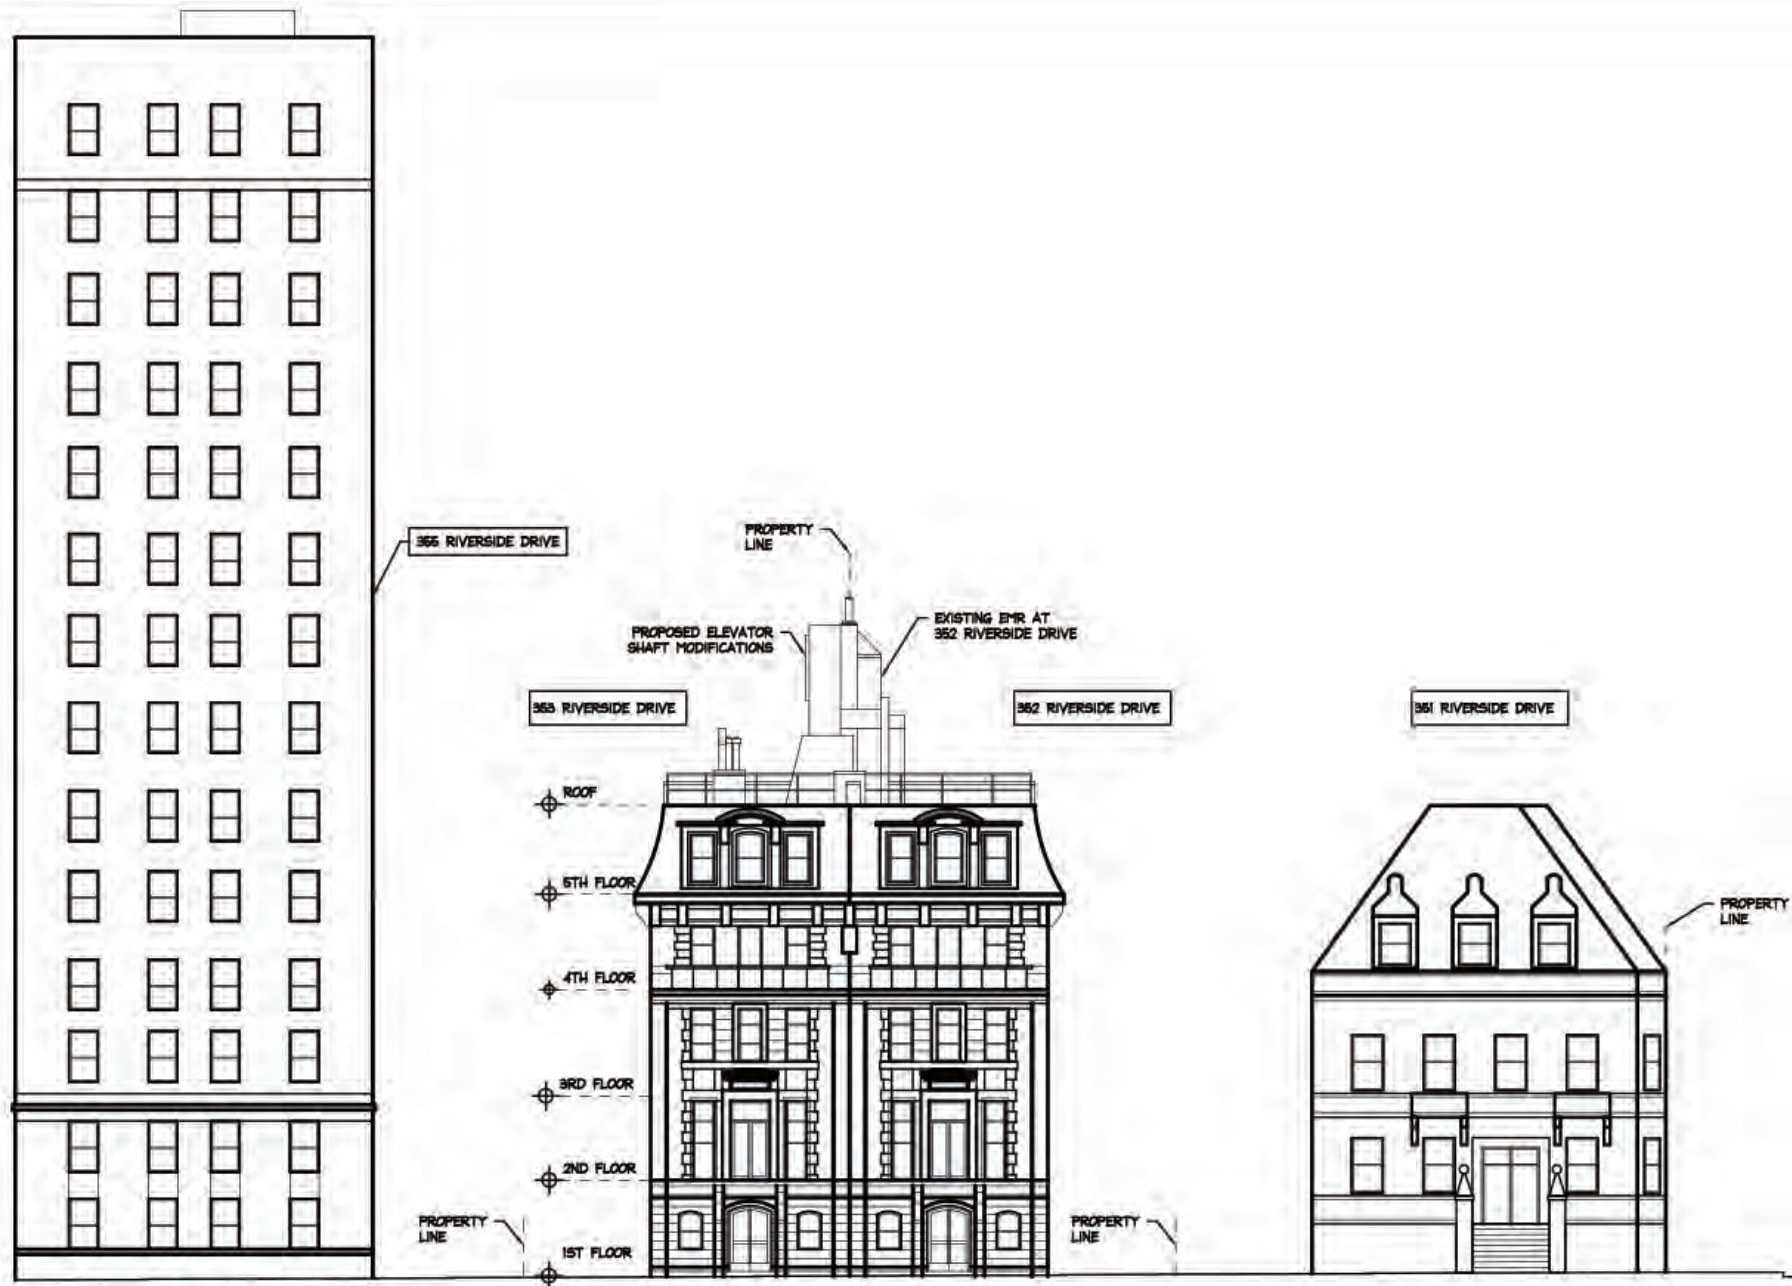 355 RIVERSIDE DRIVE
PROPERTY
LINE
PROPOSED ELEVATOR
SHAFT MODIFICATIONS
EXISTING EMR AT
352 RIVERSIDE DRIVE
353 RIVERSIDE DRIVE
352 RIVERSIDE DRIVE
351 RIVERSIDE DRIVE
ROOF
5TH FLOOR
PROPERTY
LINE
4TH FLOOR
3RD FLOOR
2ND FLOOR
PROPERTY
LINE
PROPERTY
LINE
1ST FLOOR